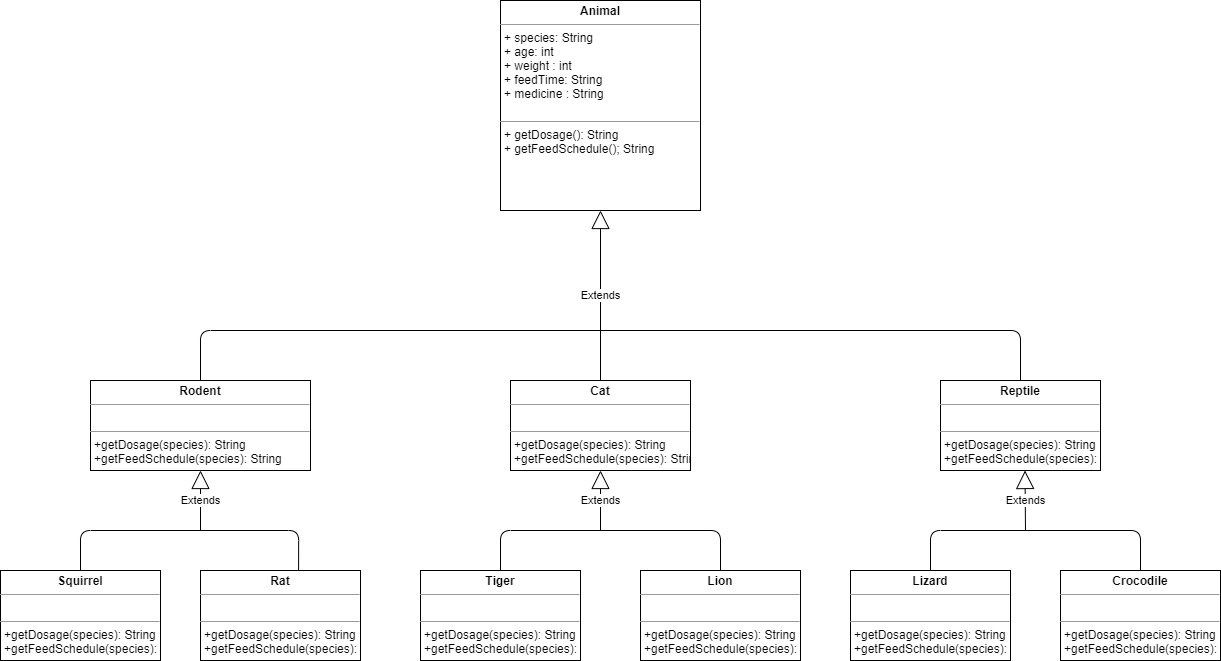 Animal
+ species: String
+ age: int
+ weight : int
+ feedTime: String
+ medicine : String
+ getDosage(): String
+ getFeedSchedule(); String
Extends
Rodent
+getDosage(species): String
+getFeedSchedule(species): String
Cat
+getDosage(species): String
+getFeedSchedule(species): Stri
Reptile
+getDosage(species): String
+getFeedSchedule(species):
Extends
Extends
Extends
Squirrel
+getDosage(species): String
+getFeedSchedule(species):
Rat
+getDosage(species): String
+getFeedSchedule(species):
Tiger
+getDosage(species): String
+getFeedSchedule(species):
Lion
+getDosage(species): String
+getFeedSchedule(species):
Lizard
+getDosage(species): String
+getFeedSchedule(species):
Crocodile
+getDosage(species): String
+getFeedSchedule(species):